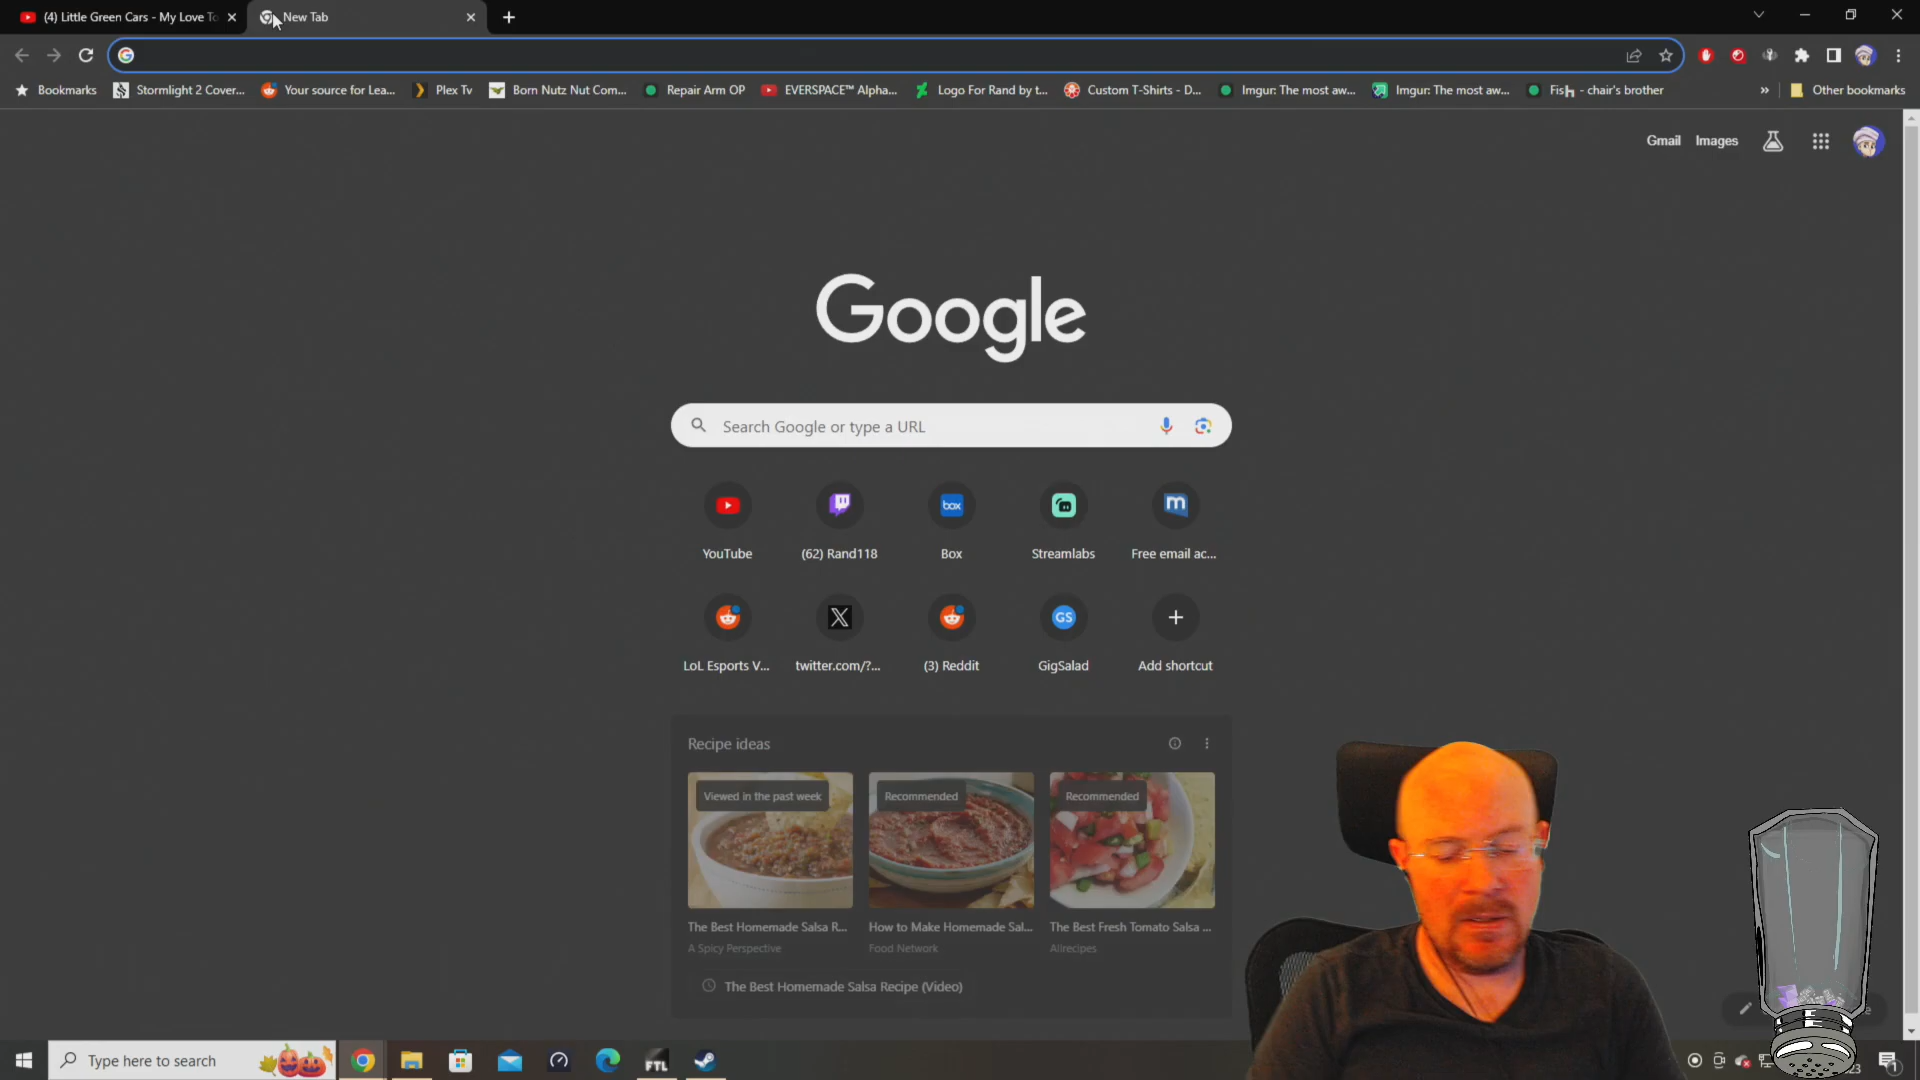 (4) Little Green Cars - My Love To
New Tab
Bookmarks
Stormlight 2 Cover...
Your source for Lea...
Plex Tv
Born Nutz Nut Com...
Repair Arm OP
EVERSPACE™ Alpha...
Logo For Rand by t...
Custom T-Shirts - D...
Imgur: The most aw...
Imgur: The most aw...
Fish - chair's brother
Other bookmarks
Gmail
Images
Google
Search Google or type a URL
box
GS
YouTube
(62) Rand118
Box
Streamlabs
Free email ac...
LoL Esports V...
twitter.com/?...
(3) Reddit
GigSalad
Add shortcut
Recipe ideas
Viewed in the past week
Recommended
Recommended
The Best Homemade Salsa R...
How to Make Homemade Sal...
The Best Fresh Tomato Salsa ...
A Spicy Perspective
Food Network
Allrecipes
The Best Homemade Salsa Recipe (Video)
Type here to search
FTL